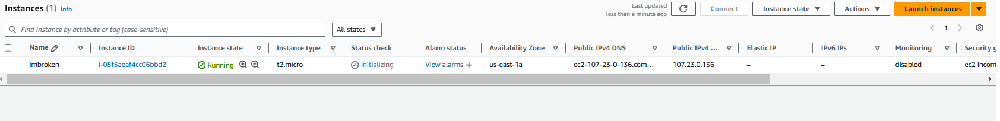 Instances (1) Info
Last updated
less than a minute ago
Connect
Instance state
Actions
Launch instances
Find Instance by attribute or tag (case-sensitive)
All states
1
Name Instance ID Instance state Instance type Status check Alarm status Availability Zone Public IPv4 DNS Public IPv4 ... Elastic IP IPv6 IPs Monitoring Security g
imbroken i-05f5aeaf4cc06bbd2 Running t2.micro Initializing View alarms + us-east-1a ec2-107-23-0-136.com... 107.23.0.136 – – disabled ec2 incom